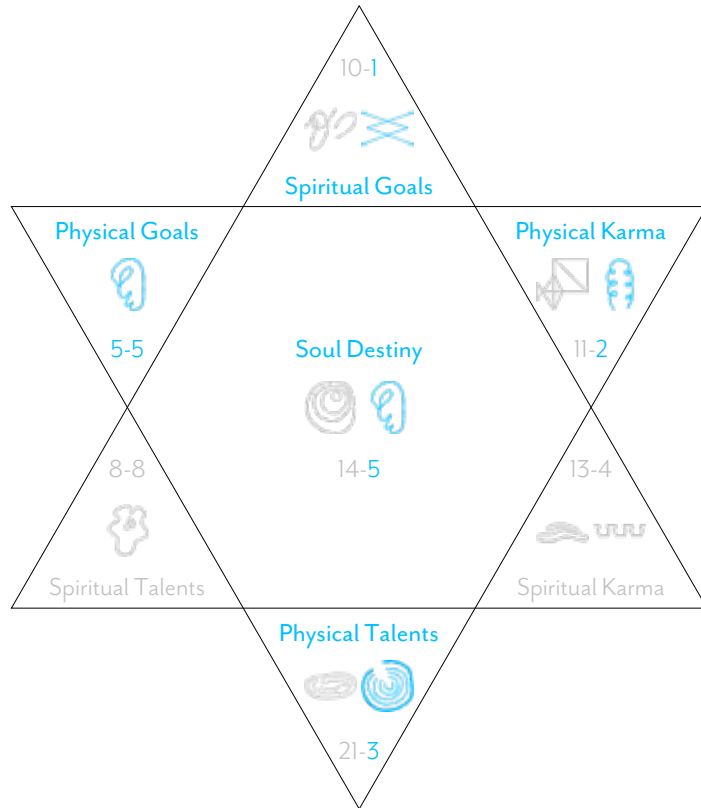 10-1
Spiritual Goals
Physical Goals
5-5
Physical Karma
11-2
Soul Destiny
14-5
8-8
Spiritual Talents
13-4
Spiritual Karma
Physical Talents
21-3